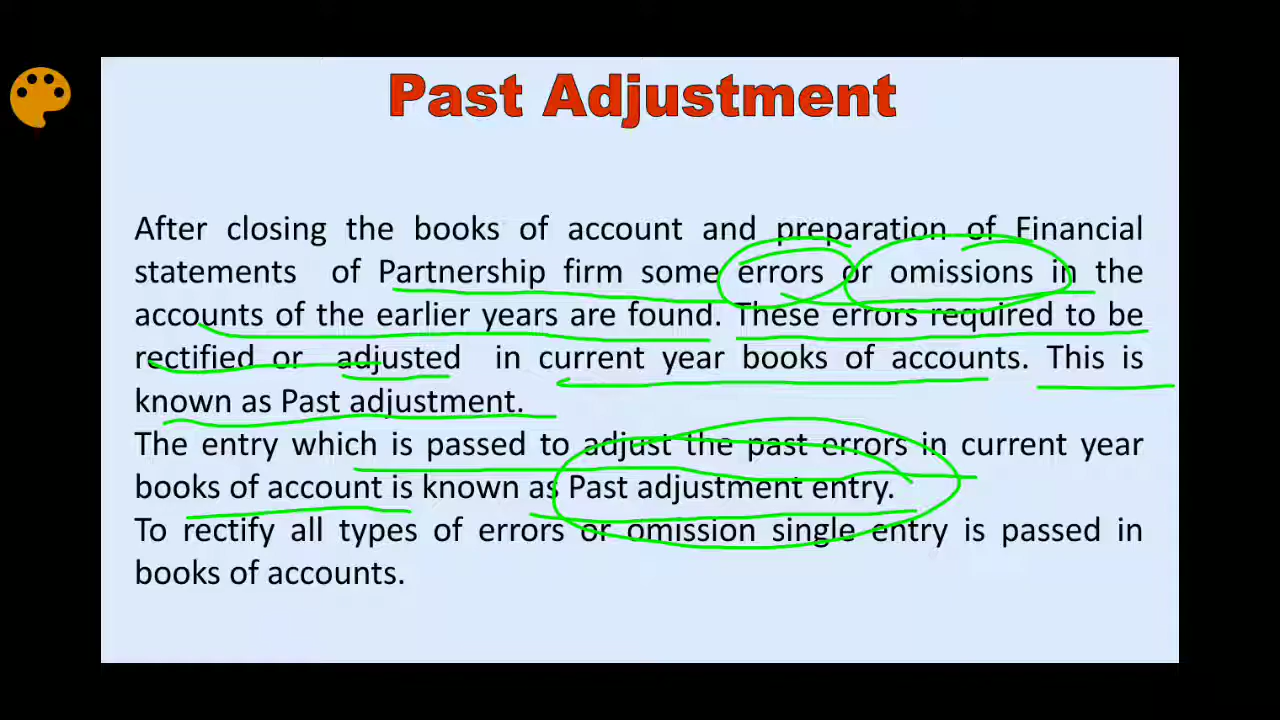 Past Adjustment
After closing the books of account and preparation of Financial
statements of Partnership firm some errors or omissions in the
accounts of the earlier years are found. These errors required to be
rectified or adjusted in current year books of accounts. This is
known as Past adjustment.
The entry which is passed to adjust the past errors in current year
books of account is known as Past adjustment entry.
To rectify all types of errors or omission single entry is passed in
books of accounts.